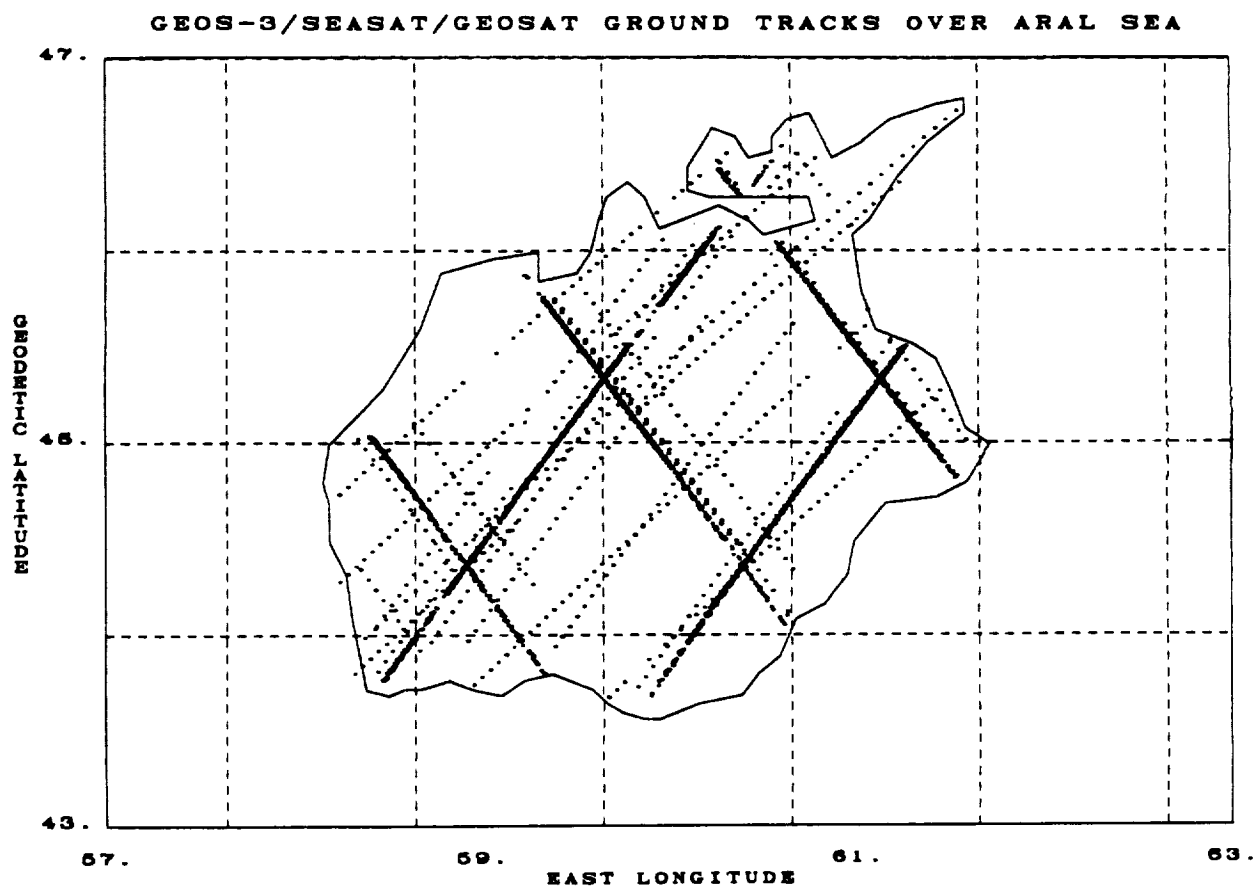 GEOS-3/SEASAT/GEOSAT GROUND TRACKS OVER ARAL SEA
47.
GEODETIC LATITUDE
45.
43.
57. 59. 61. 63.
EAST LONGITUDE